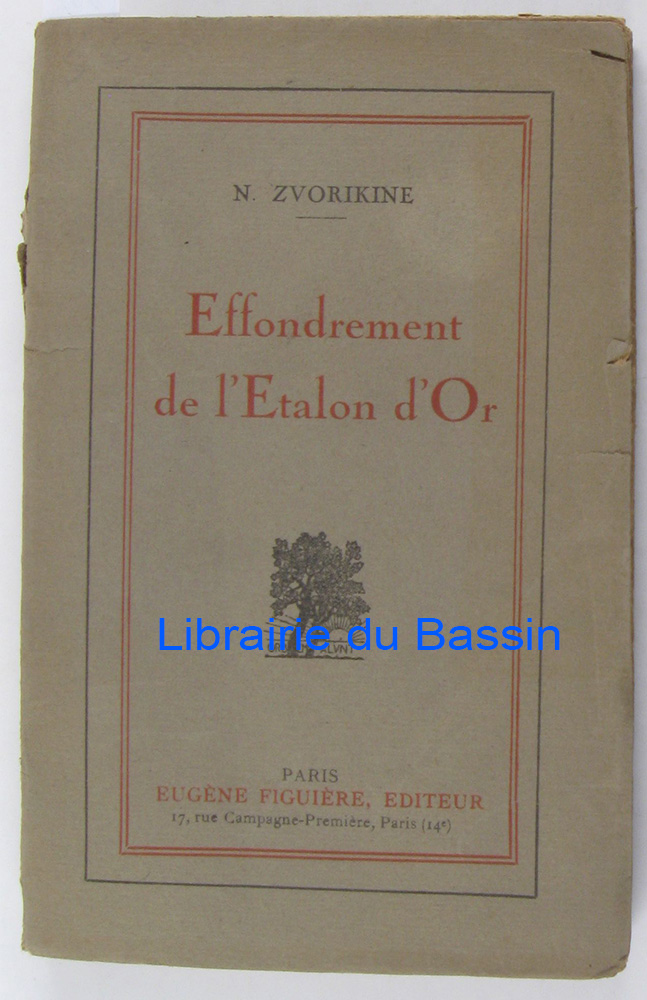 N. ZVORIKINE
Effondrement
de l'Etalon d'Or
Librairie du Bassin
PARIS
EUGÈNE FIGUIÈRE, EDITEUR
17, rue Campagne-Première, Paris (14e)